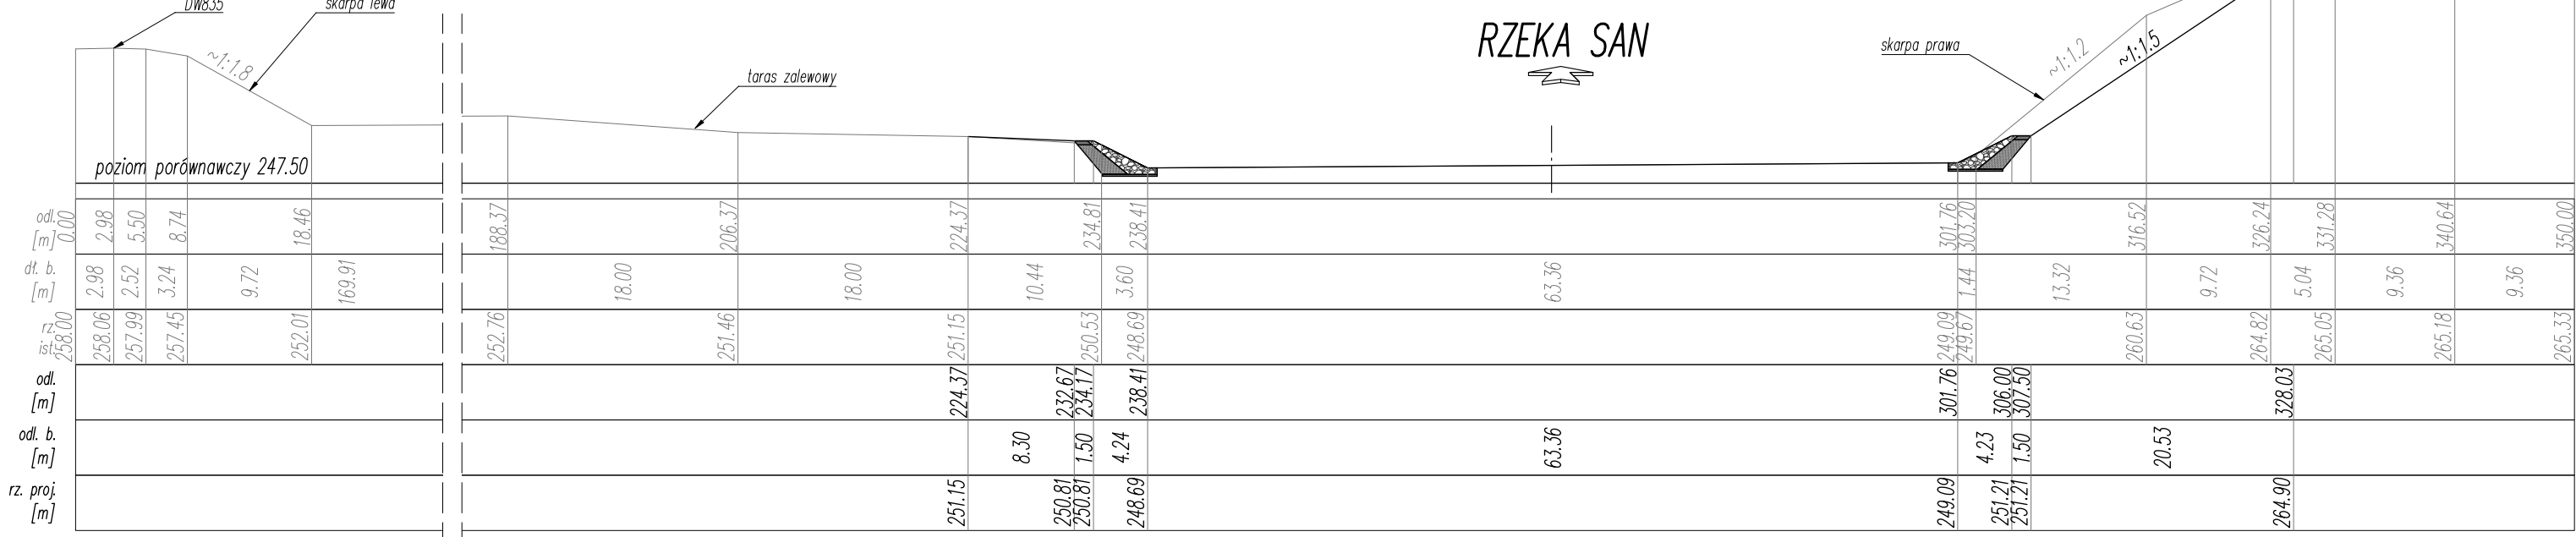 DW835
skarpa lewa
RZEKA SAN
skarpa prawa
~1:1.8
~1:1.2
~1:1.5
taras zalewowy
poziom porównawczy 247.50
odl. [m]
0.00 2.98 5.50 8.74 18.46 188.37 206.37 224.37 234.81 238.41 301.76 303.20 316.52 326.24 331.28 340.64 350.00
dł. b. [m]
2.98 2.52 3.24 9.72 169.91 18.00 18.00 10.44 3.60 63.36 1.44 13.32 9.72 5.04 9.36 9.36
rz. ist.
258.00 258.06 257.99 257.45 252.01 252.76 251.46 251.15 250.53 248.69 249.09 249.67 260.63 264.82 265.05 265.18 265.33
odl. [m]
224.37 232.67 234.17 238.41 301.76 306.00 307.50 328.03
odl. b. [m]
8.30 1.50 4.24 63.36 4.23 1.50 20.53
rz. proj. [m]
251.15 250.81 250.81 248.69 249.09 251.21 251.21 264.90